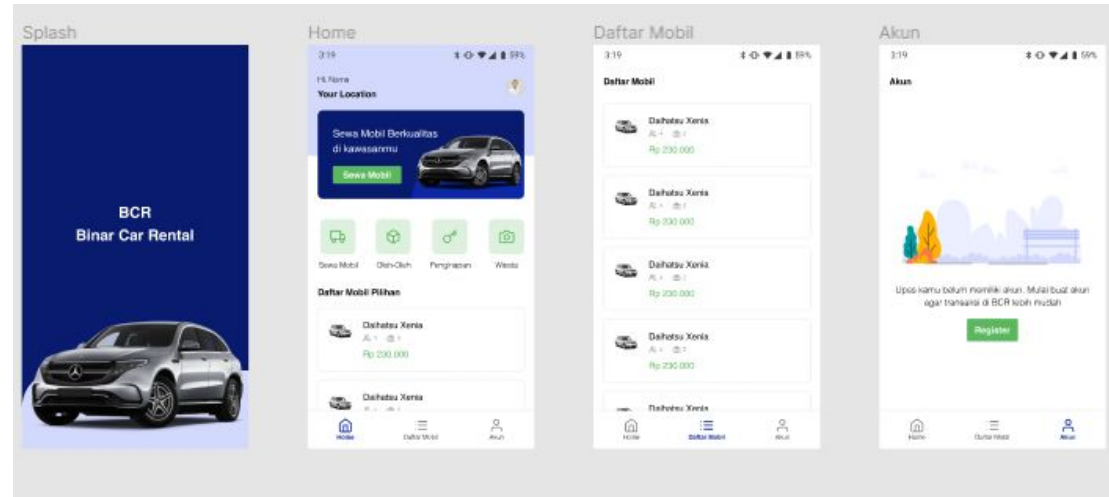 Splash
BCR
Binar Car Rental
Home
3:19
59%
Hi, Nama
Your Location
Sewa Mobil Berkualitas
di kawasanmu
Sewa Mobil
Sewa Mobil
Oleh-Oleh
Penginapan
Wisata
Daftar Mobil Pilihan
Daihatsu Xenia
Rp 230.000
Daihatsu Xenia
Home
Daftar Mobil
Akun
Daftar Mobil
3:19
59%
Daftar Mobil
Daihatsu Xenia
Rp 230.000
Daihatsu Xenia
Rp 230.000
Daihatsu Xenia
Rp 230.000
Daihatsu Xenia
Rp 230.000
Daihatsu Xenia
Home
Daftar Mobil
Akun
Akun
3:19
59%
Akun
Upss kamu belum memiliki akun. Mulai buat akun
agar transaksi di BCR lebih mudah
Register
Home
Daftar Mobil
Akun